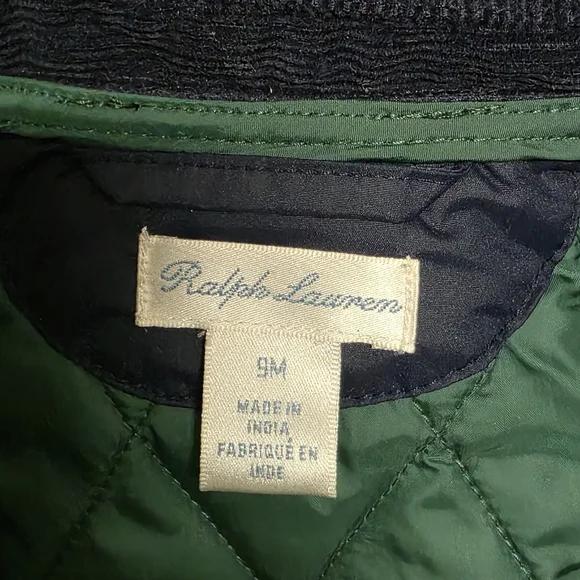 Ralph Lauren
9M
MADE IN
INDIA
FABRIQUÉ EN
INDE